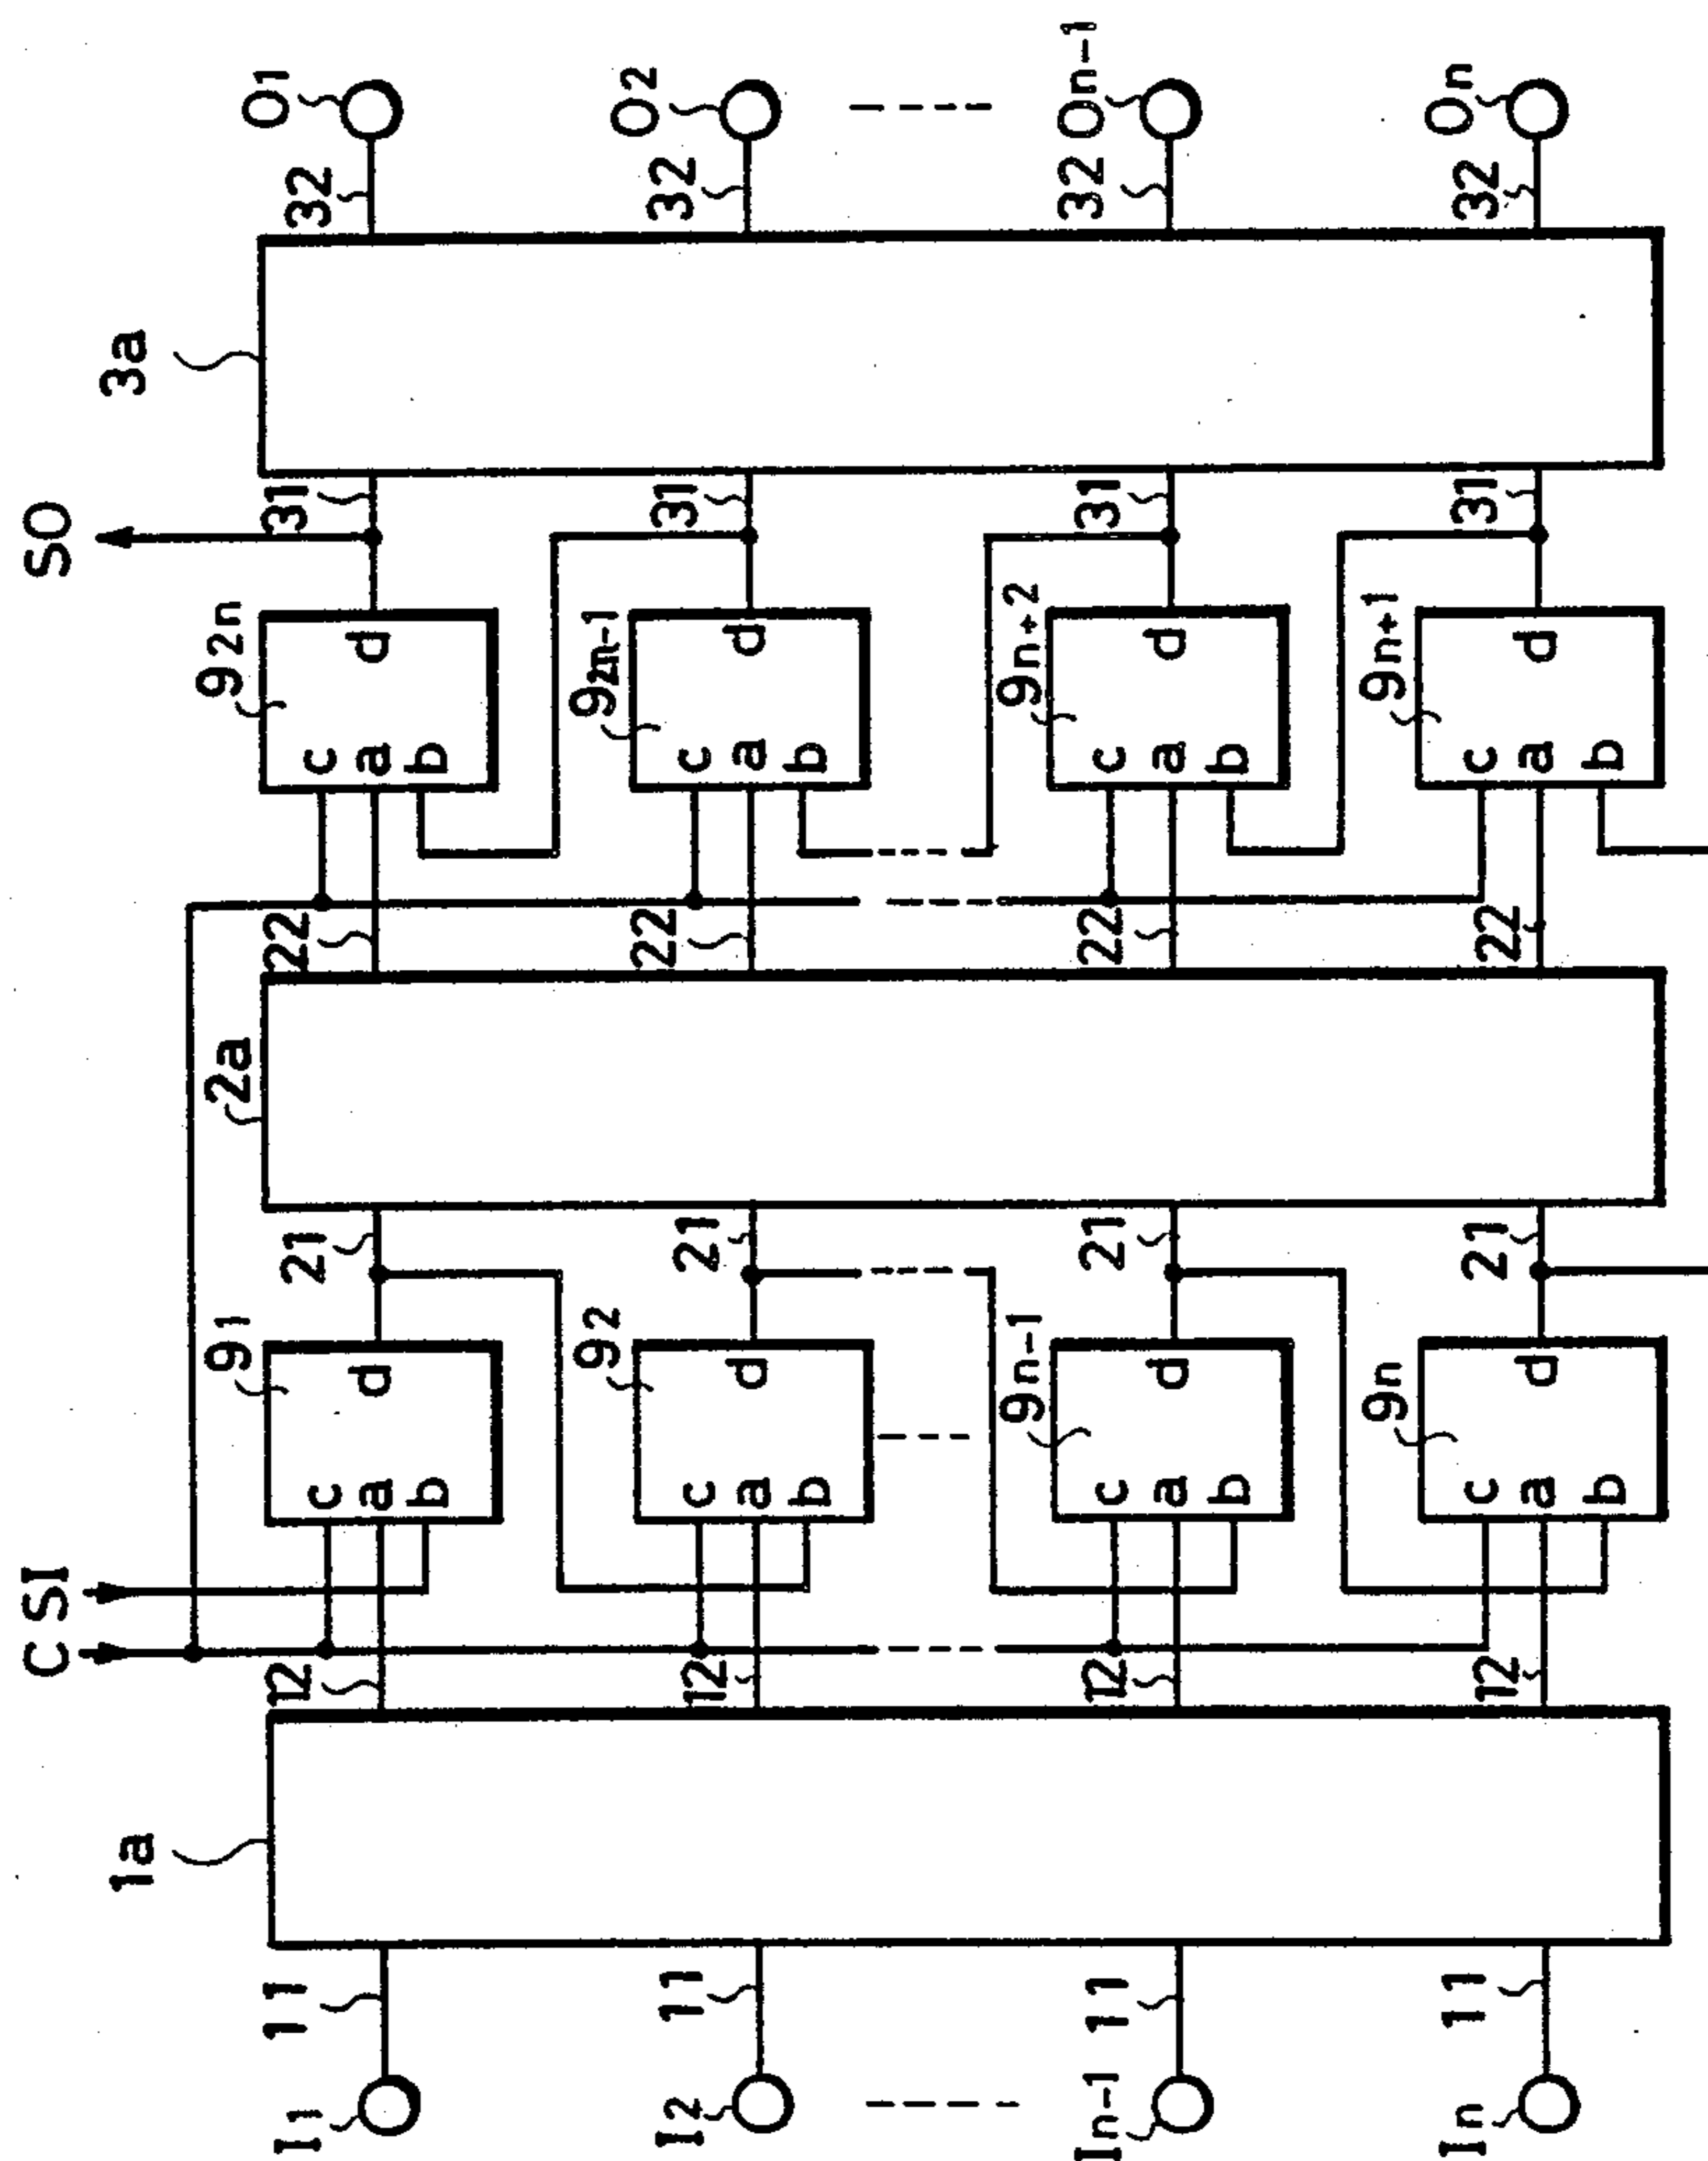 C SI SO
1a 3a
2a
9₁ 9₂ₙ
I₁ 11 12 21 22 31 32 O₁
c c
a d a d
b b
9₂ 9₂ₙ₋₁
I₂ 11 12 21 22 31 32 O₂
c c
a d a d
b b
9ₙ₋₁ 9ₙ₊₂
Iₙ₋₁ 11 12 21 22 31 32 Oₙ₋₁
c c
a d a d
b b
9ₙ 9ₙ₊₁
Iₙ 11 12 21 22 31 32 Oₙ
c c
a d a d
b b